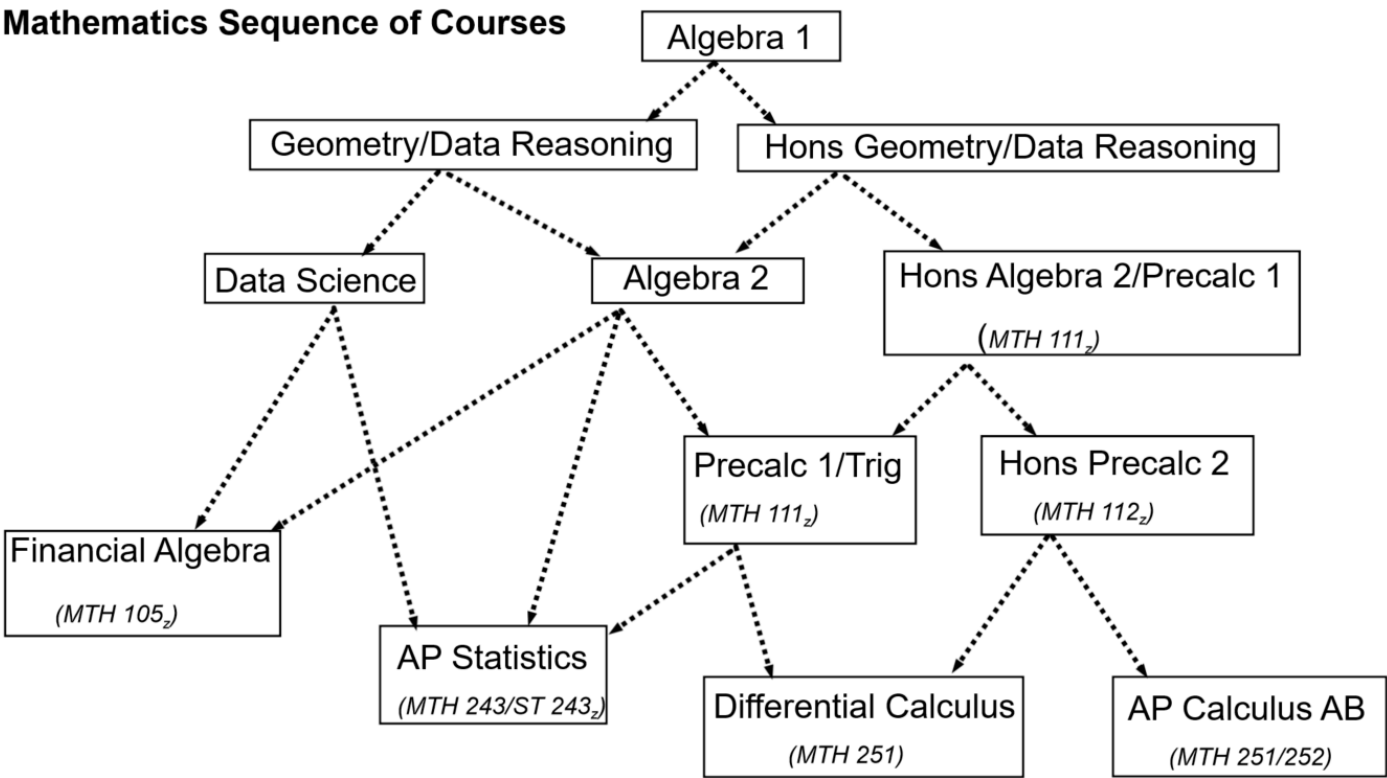 Mathematics Sequence of Courses
Algebra 1
Geometry/Data Reasoning
Hons Geometry/Data Reasoning
Data Science
Algebra 2
Hons Algebra 2/Precalc 1
(MTH 111z)
Precalc 1/Trig
(MTH 111z)
Hons Precalc 2
(MTH 112z)
Financial Algebra
(MTH 105z)
AP Statistics
(MTH 243/ST 243z)
Differential Calculus
(MTH 251)
AP Calculus AB
(MTH 251/252)